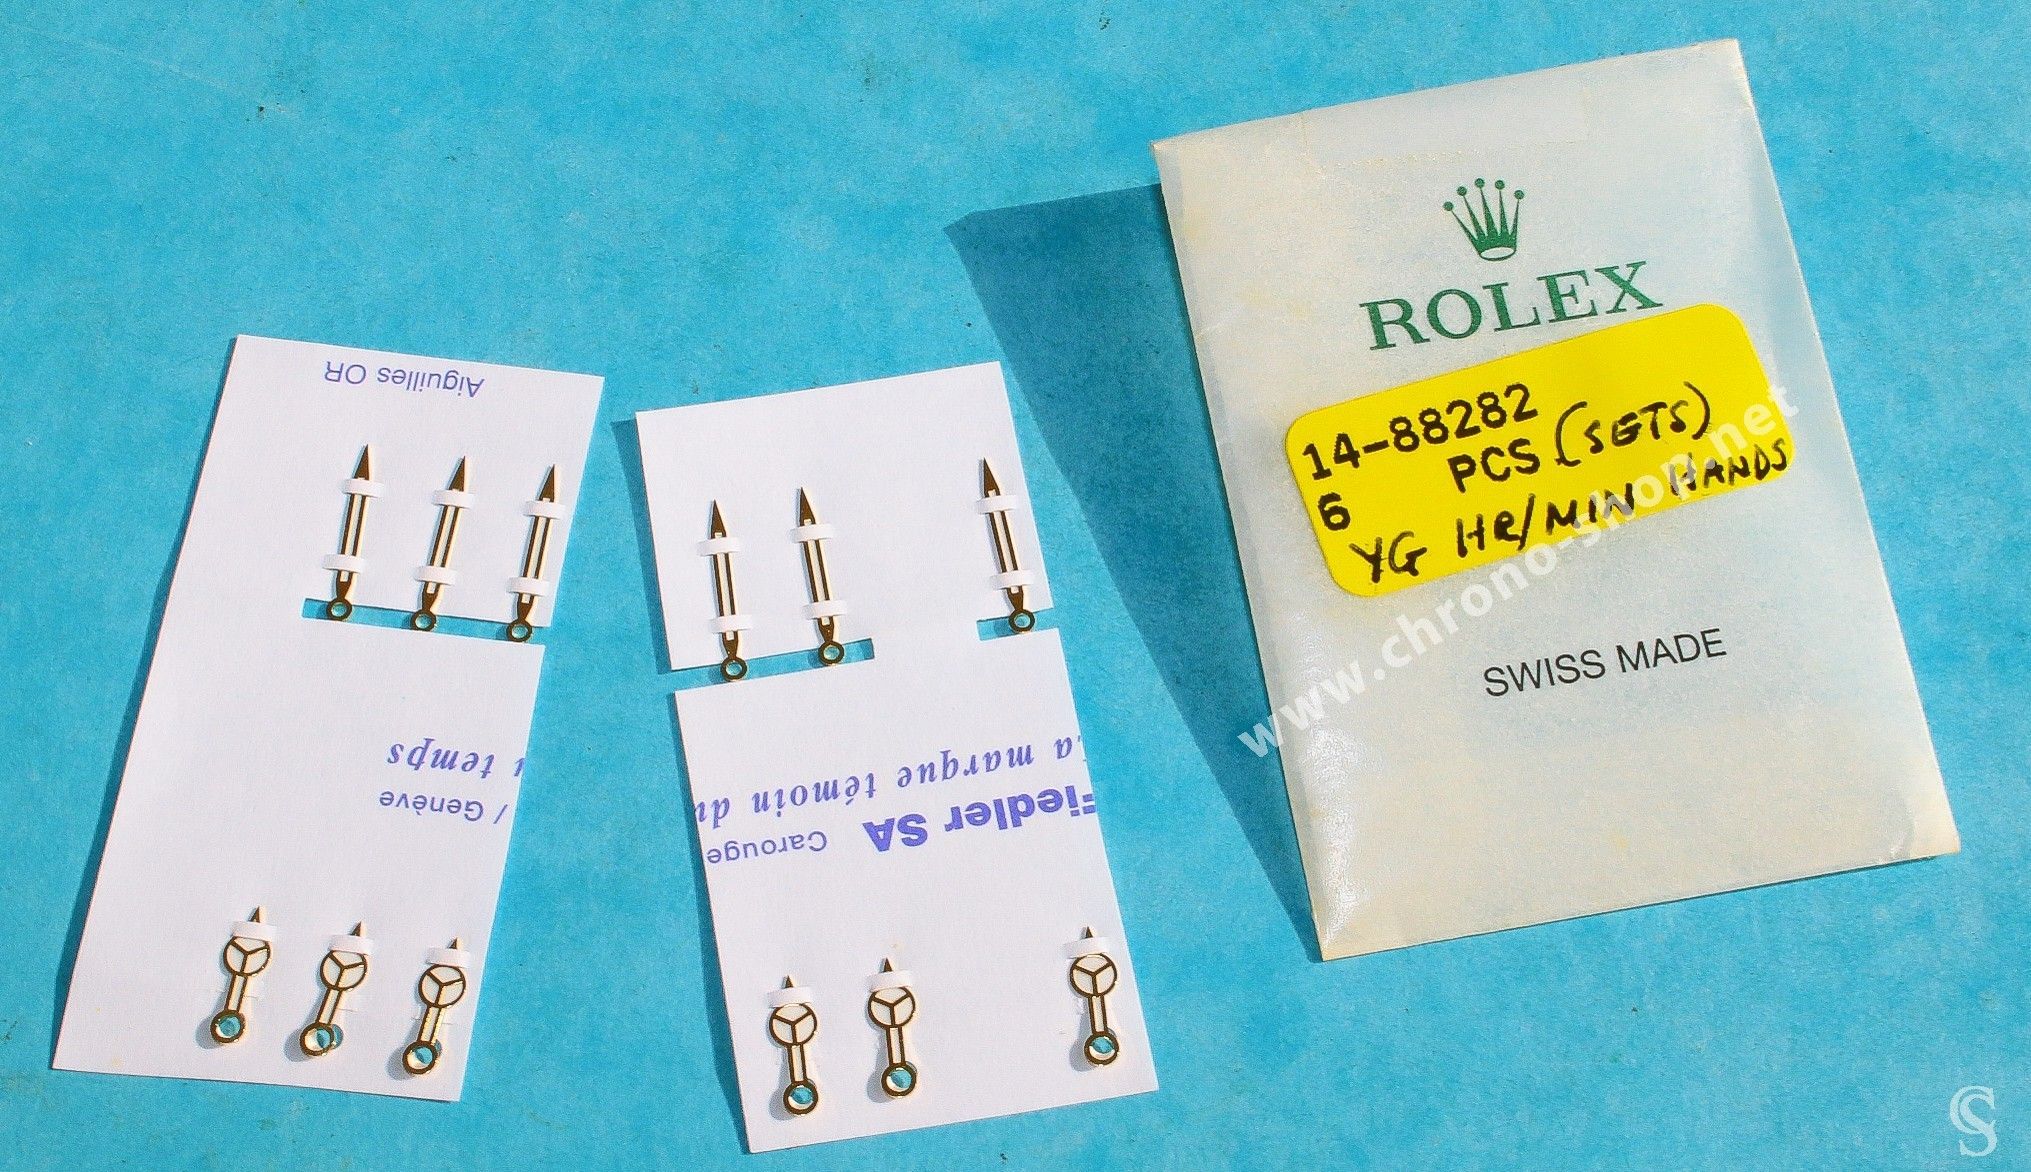 Aiguilles OR
u temps
/ Genève
La marque témoin du
Fiedler SA
Carouge
ROLEX
14-88282
PCS (SETS)
6
YG HR/MIN HANDS
SWISS MADE
www.chrono-shop.net